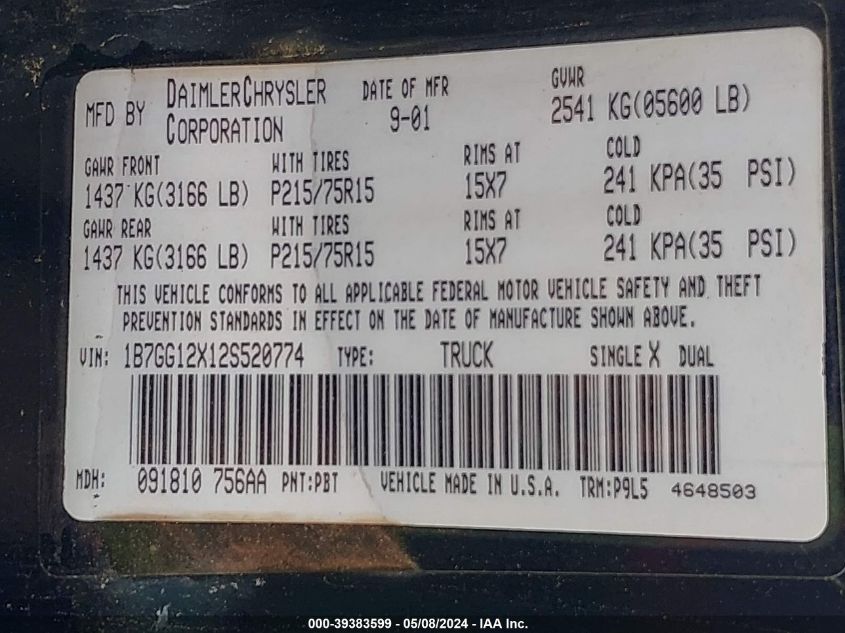 MFD BY DAIMLERCHRYSLER CORPORATION DATE OF MFR 9-01 GVWR 2541 KG(05600 LB)
GAWR FRONT WITH TIRES RIMS AT COLD
1437 KG(3166 LB) P215/75R15 15X7 241 KPA(35 PSI)
GAWR REAR WITH TIRES RIMS AT COLD
1437 KG(3166 LB) P215/75R15 15X7 241 KPA(35 PSI)
THIS VEHICLE CONFORMS TO ALL APPLICABLE FEDERAL MOTOR VEHICLE SAFETY AND THEFT
PREVENTION STANDARDS IN EFFECT ON THE DATE OF MANUFACTURE SHOWN ABOVE.
VIN: 1B7GG12X12S520774 TYPE: TRUCK SINGLE X DUAL
MDH: 091810 756AA PNT:PBT VEHICLE MADE IN U.S.A. TRM:P9L5 4648503
000-39383599 - 05/08/2024 - IAA Inc.